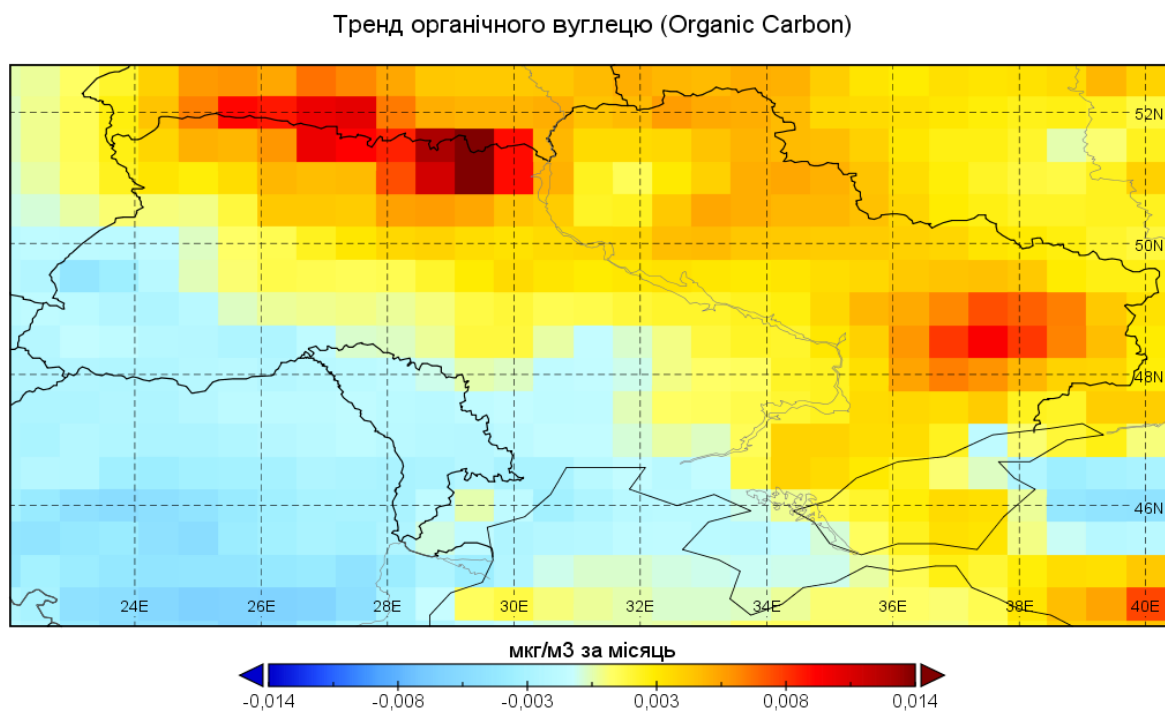 Тренд органічного вуглецю (Organic Carbon)
52N
50N
48N
46N
24E 26E 28E 30E 32E 34E 36E 38E 40E
мкг/м3 за місяць
-0,014 -0,008 -0,003 0,003 0,008 0,014